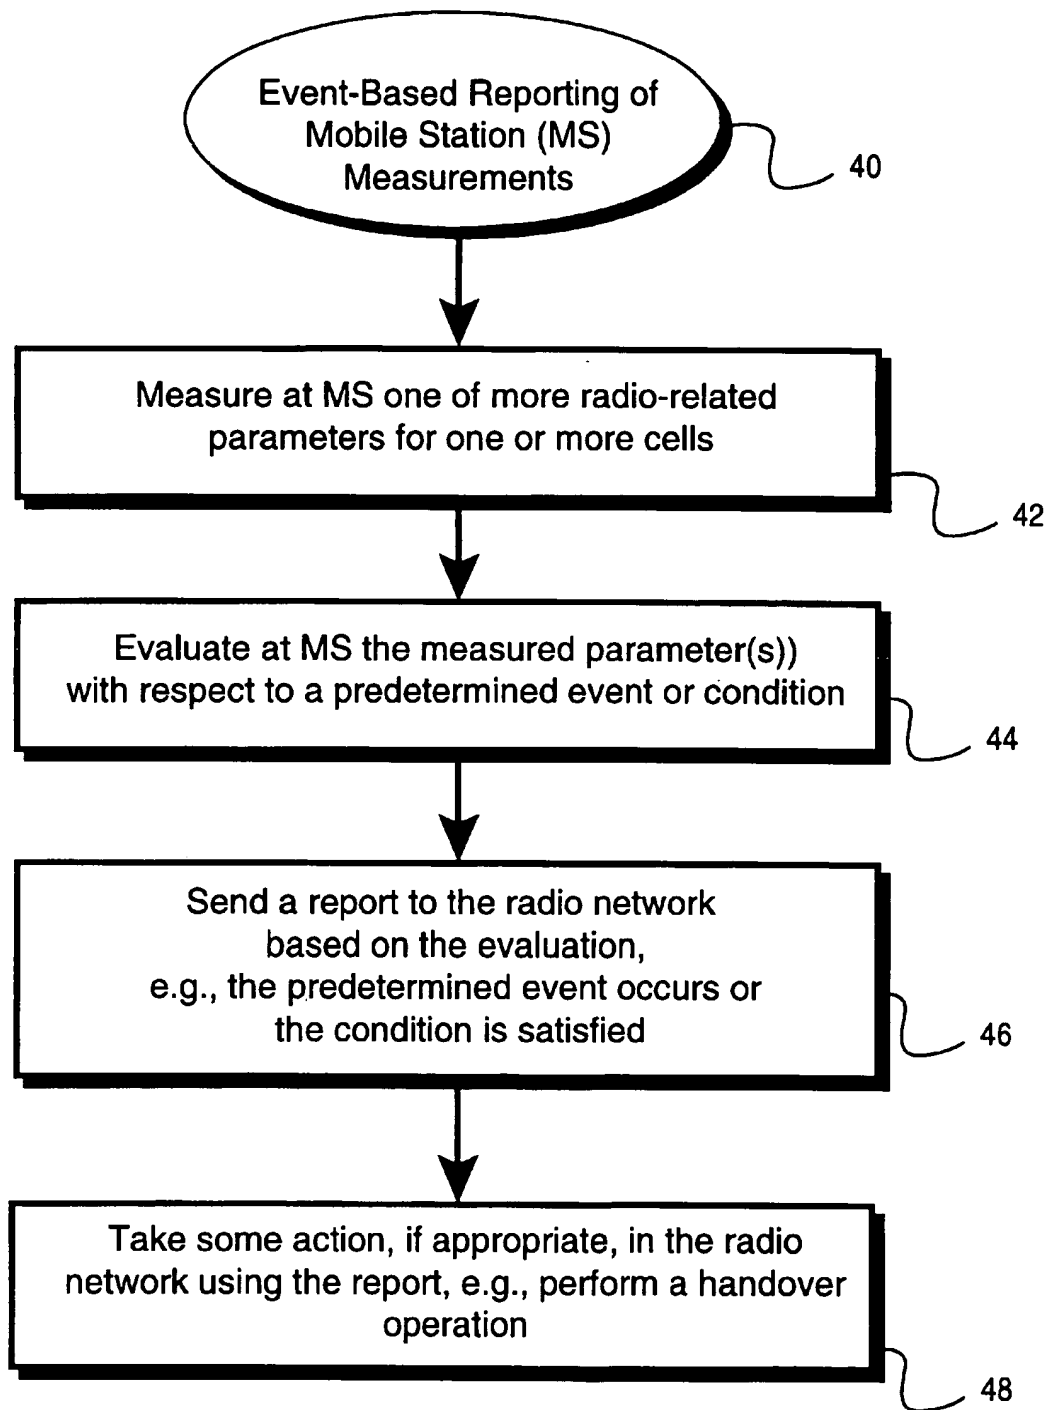 Event-Based Reporting of
Mobile Station (MS)
Measurements
40
Measure at MS one of more radio-related
parameters for one or more cells
42
Evaluate at MS the measured parameter(s))
with respect to a predetermined event or condition
44
Send a report to the radio network
based on the evaluation,
e.g., the predetermined event occurs or
the condition is satisfied
46
Take some action, if appropriate, in the radio
network using the report, e.g., perform a handover
operation
48